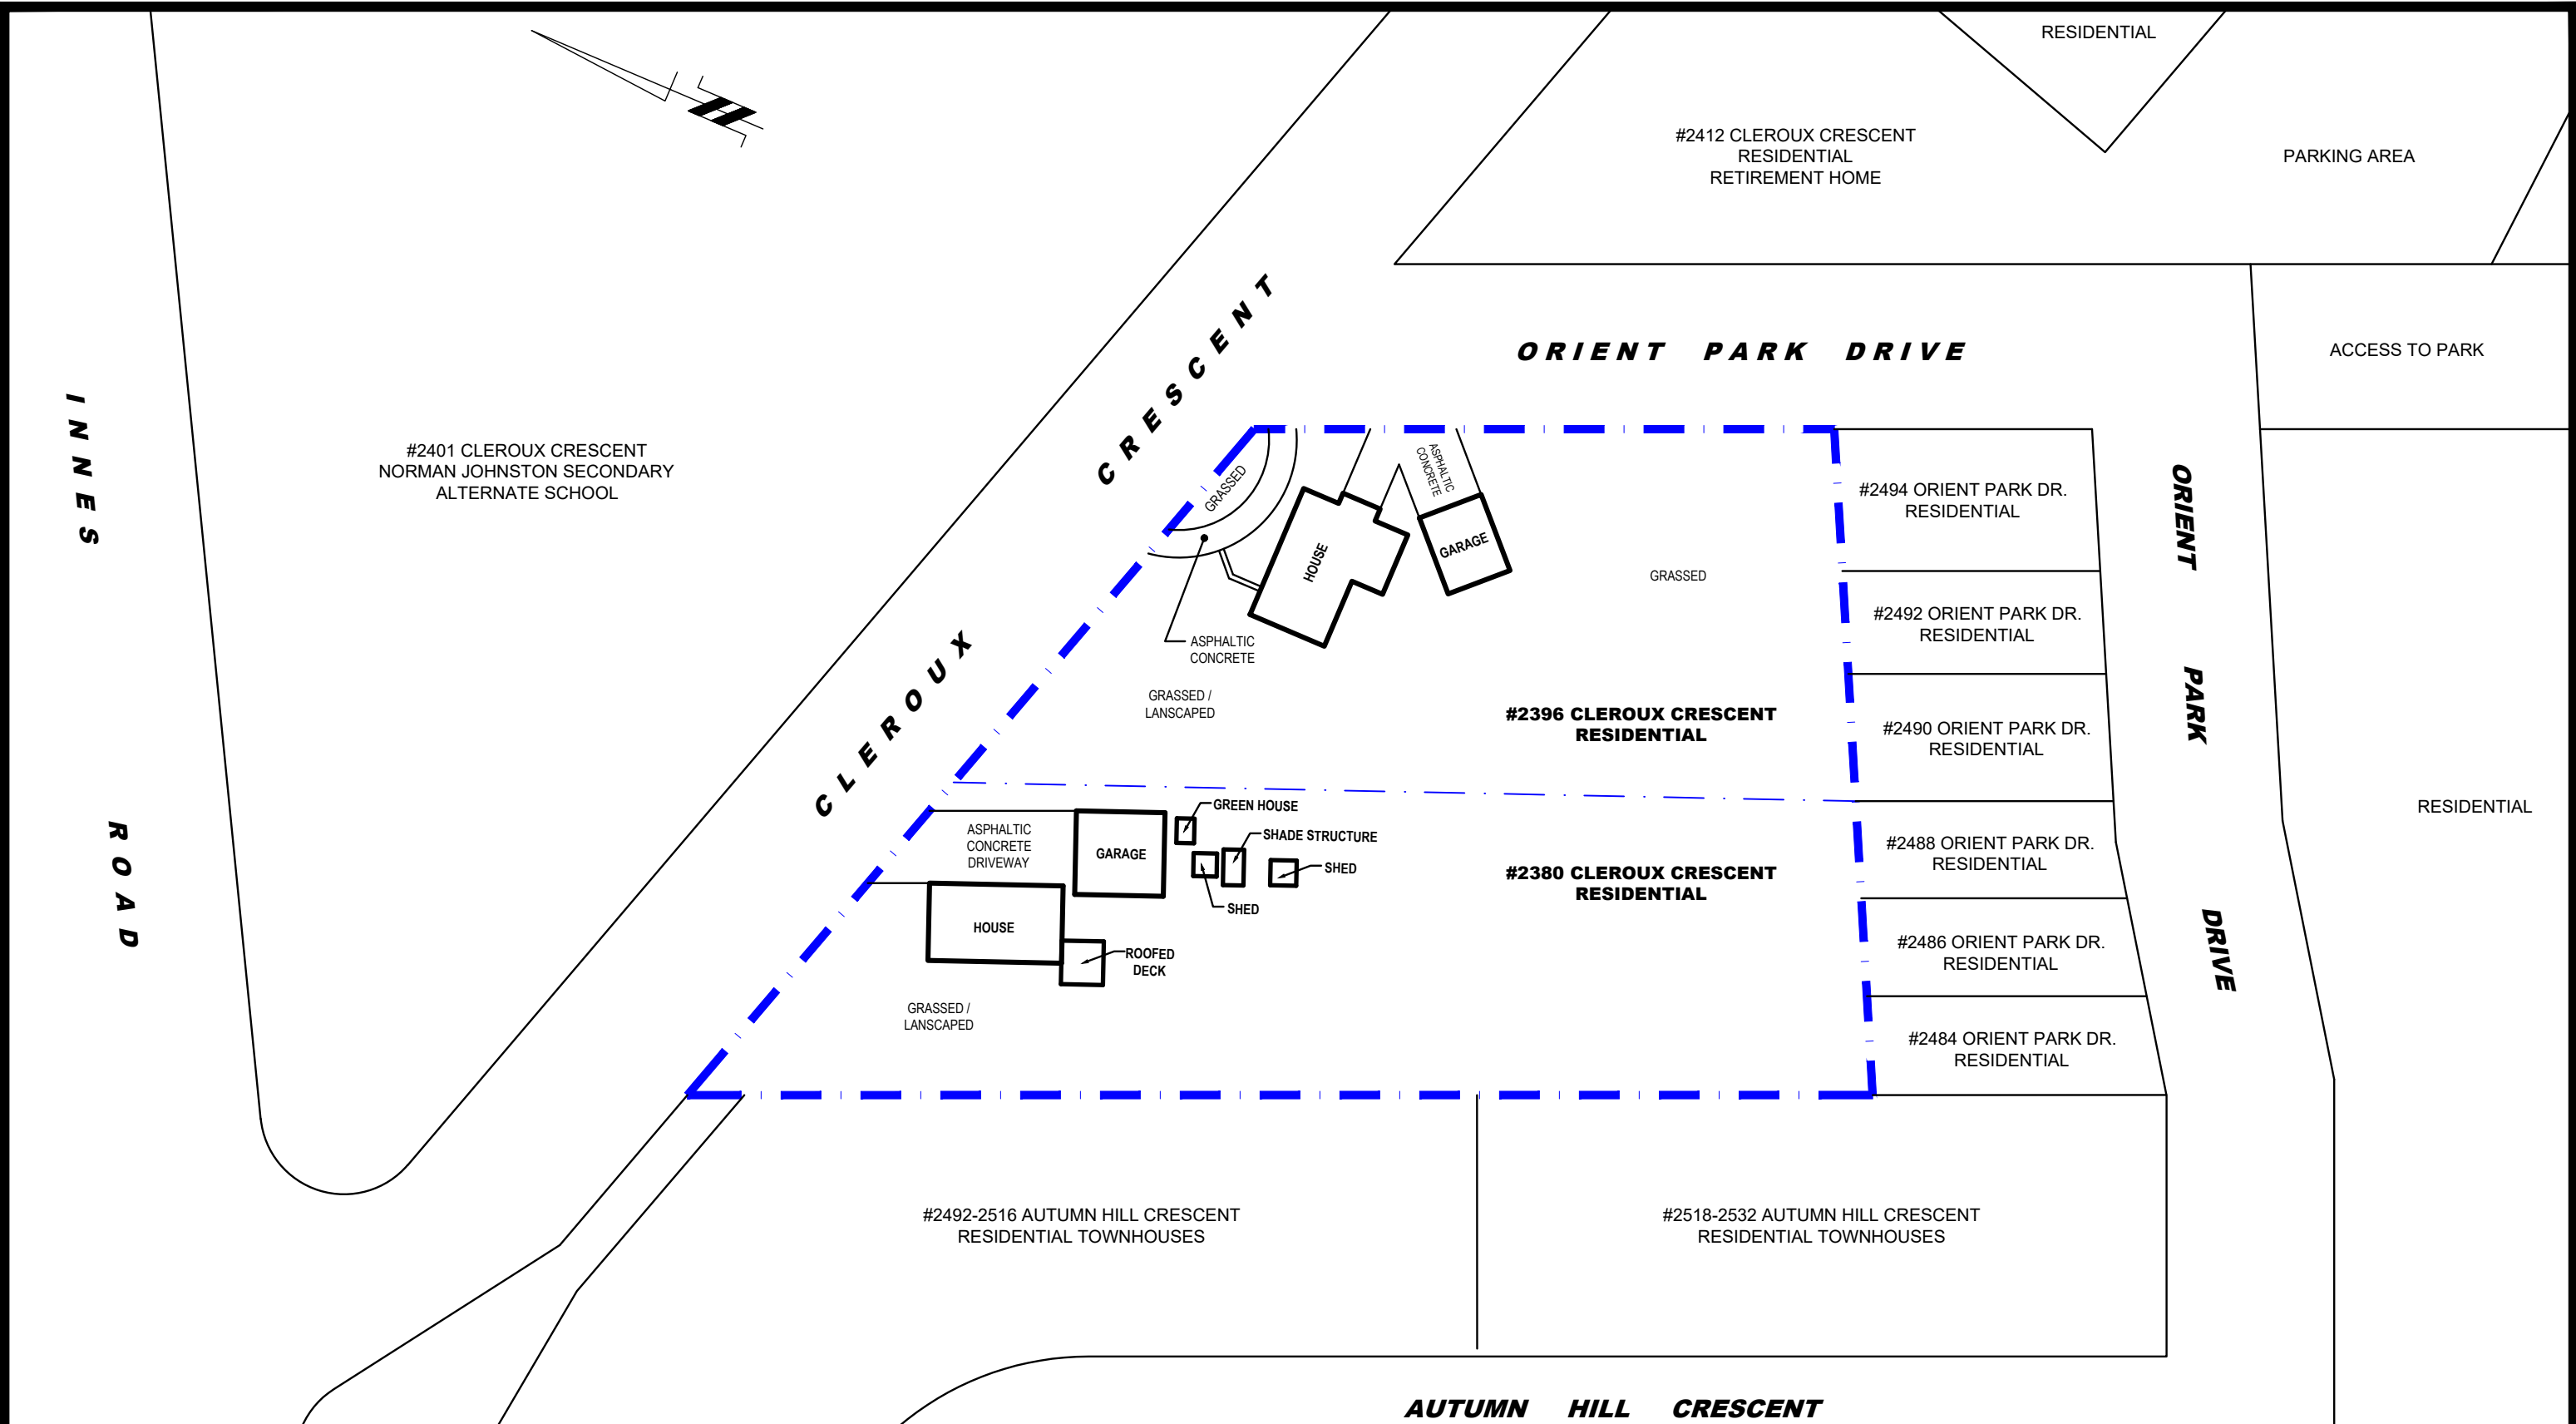 RESIDENTIAL
#2412 CLEROUX CRESCENT
RESIDENTIAL
RETIREMENT HOME
PARKING AREA
ORIENT PARK DRIVE
ACCESS TO PARK
INNES ROAD
#2401 CLEROUX CRESCENT
NORMAN JOHNSTON SECONDARY
ALTERNATE SCHOOL
CLEROUX CRESCENT
GRASSED
ASPHALTIC
CONCRETE
HOUSE
GARAGE
GRASSED
ASPHALTIC
CONCRETE
GRASSED /
LANSCAPED
#2396 CLEROUX CRESCENT
RESIDENTIAL
#2494 ORIENT PARK DR.
RESIDENTIAL
#2492 ORIENT PARK DR.
RESIDENTIAL
#2490 ORIENT PARK DR.
RESIDENTIAL
ORIENT PARK DRIVE
RESIDENTIAL
GREEN HOUSE
SHADE STRUCTURE
ASPHALTIC
CONCRETE
DRIVEWAY
GARAGE
SHED
SHED
HOUSE
ROOFED
DECK
#2380 CLEROUX CRESCENT
RESIDENTIAL
#2488 ORIENT PARK DR.
RESIDENTIAL
#2486 ORIENT PARK DR.
RESIDENTIAL
GRASSED /
LANSCAPED
#2484 ORIENT PARK DR.
RESIDENTIAL
#2492-2516 AUTUMN HILL CRESCENT
RESIDENTIAL TOWNHOUSES
#2518-2532 AUTUMN HILL CRESCENT
RESIDENTIAL TOWNHOUSES
AUTUMN HILL CRESCENT